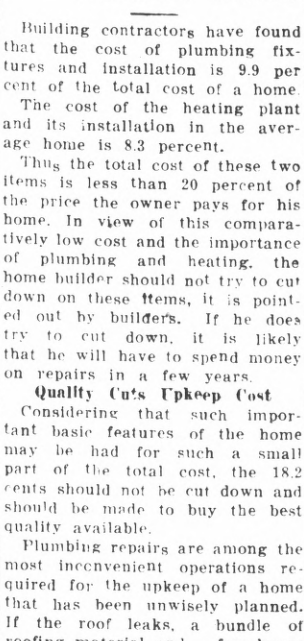 Building contractors have found
that the cost of plumbing fix-
tures and installation is 9.9 per
cent of the total cost of a home.
The cost of the heating plant
and its installation in the aver-
age home is 8.3 percent.
Thus the total cost of these two
items is less than 20 percent of
the price the owner pays for his
home. In view of this compara-
tively low cost and the importance
of plumbing and heating, the
home builder should not try to cut
down on these items, it is point-
ed out by builders. If he does
try to cut down, it is likely
that he will have to spend money
on repairs in a few years.
Quality Cuts Upkeep Cost
Considering that such impor-
tant basic features of the home
may be had for such a small
part of the total cost, the 18.2
cents should not be cut down and
should be made to buy the best
quality available.
Plumbing repairs are among the
most inconvenient operations re-
quired for the upkeep of a home
that has been unwisely planned.
If the roof leaks, a bundle of
roofing material